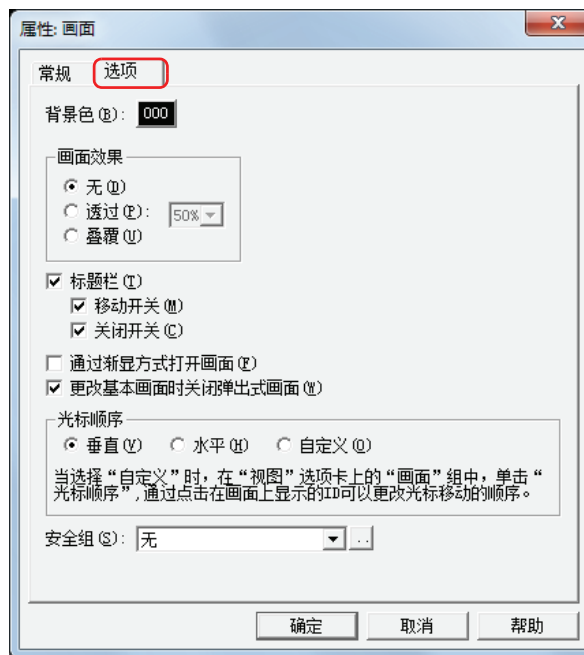 属性: 画面
常规 选项
背景色(B): 000
画面效果
无(D)
透过(P): 50%
叠覆(U)
标题栏(T)
移动开关(M)
关闭开关(C)
通过渐显方式打开画面(F)
更改基本画面时关闭弹出式画面(W)
光标顺序
垂直(V) 水平(H) 自定义(O)
当选择“自定义”时，在“视图”选项卡上的“画面”组中，单击“
光标顺序”,通过点击在画面上显示的ID可以更改光标移动的顺序。
安全组(S): 无 ..
确定 取消 帮助